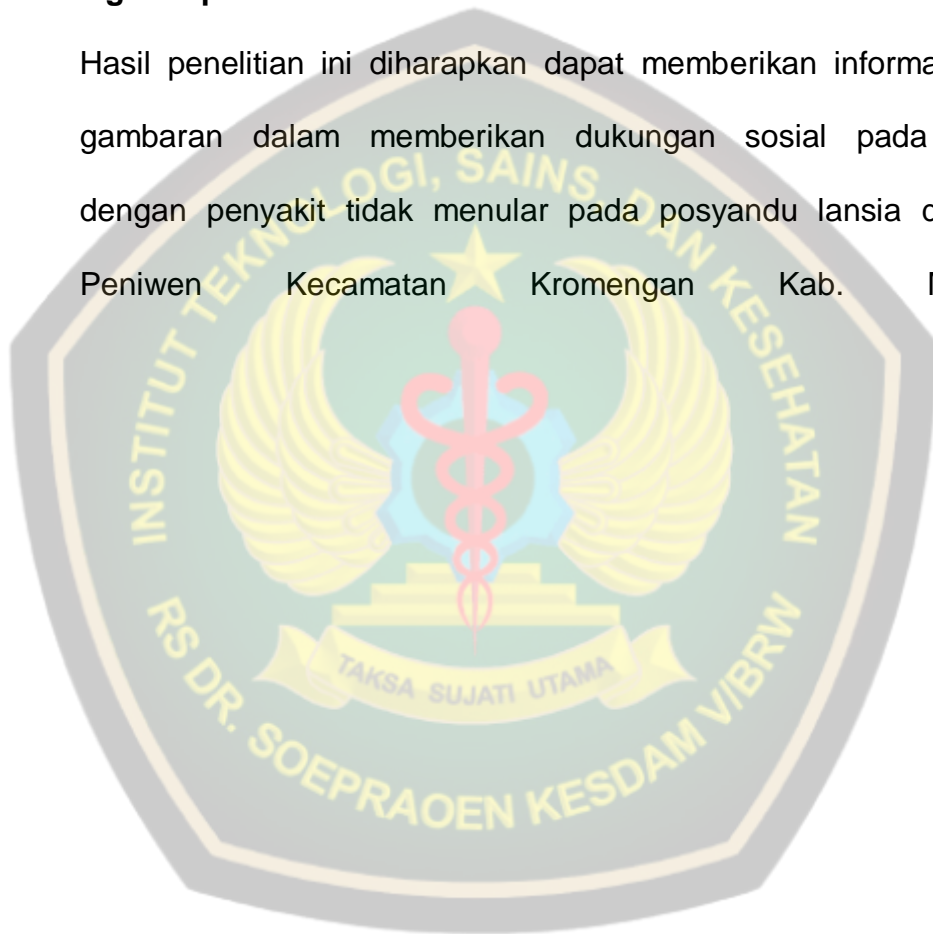 Hasil penelitian ini diharapkan dapat memberikan
gambaran dalam memberikan dukungan sosial pada
dengan penyakit tidak menular pada posyandu lansia
Peniwen Kecamatan Kromengan Kab.
INSTITUT TEKNOLOGI, SAINS, DAN KESEHATAN
TAKSA SUJATI UTAMA
RS DR. SOEPRAOEN KESDAM V/BRW